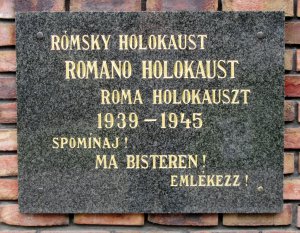 RÓMSKY HOLOKAUST
ROMANO HOLOKAUST
ROMA HOLOKAUSZT
1939 – 1945
SPOMÍNAJ!
MA BISTEREN!
EMLÉKEZZ!